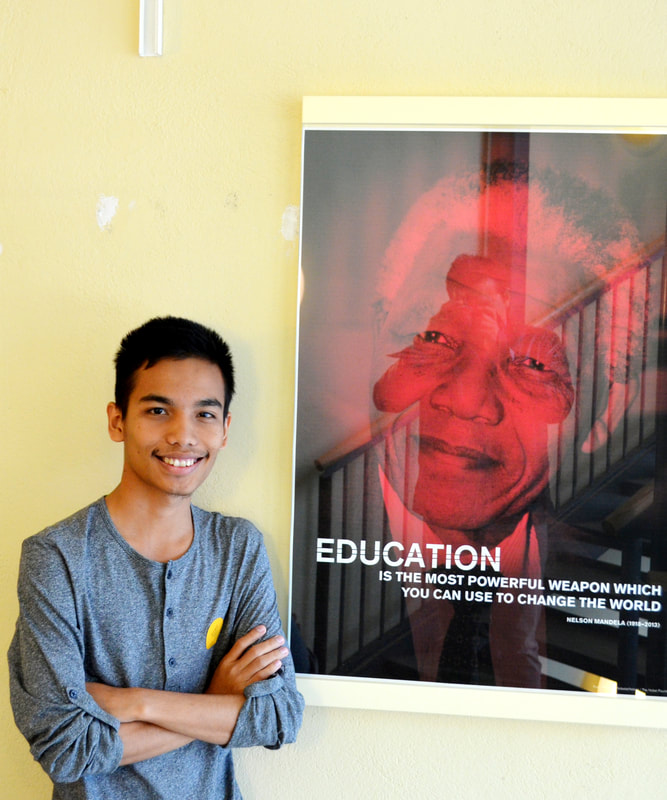 EDUCATION
IS THE MOST POWERFUL WEAPON WHICH
YOU CAN USE TO CHANGE THE WORLD
NELSON MANDELA (1918–2013)